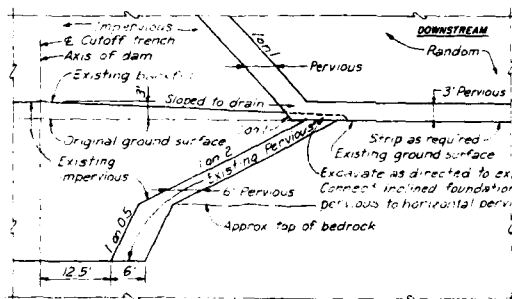 Impervious
DOWNSTREAM
℄ Cutoff trench
1 on 1
Random
Axis of dam
Existing
Pervious
3'
3' Pervious
Sloped to drain
Original ground surface
Strip as required
1 on 2
Existing Pervious
Existing ground surface
Existing
impervious
Excavate as directed to
Connect inclined foundation
6' Pervious
pervious to horizontal
1 on 0.5
Approx top of bedrock
12.5'
6'